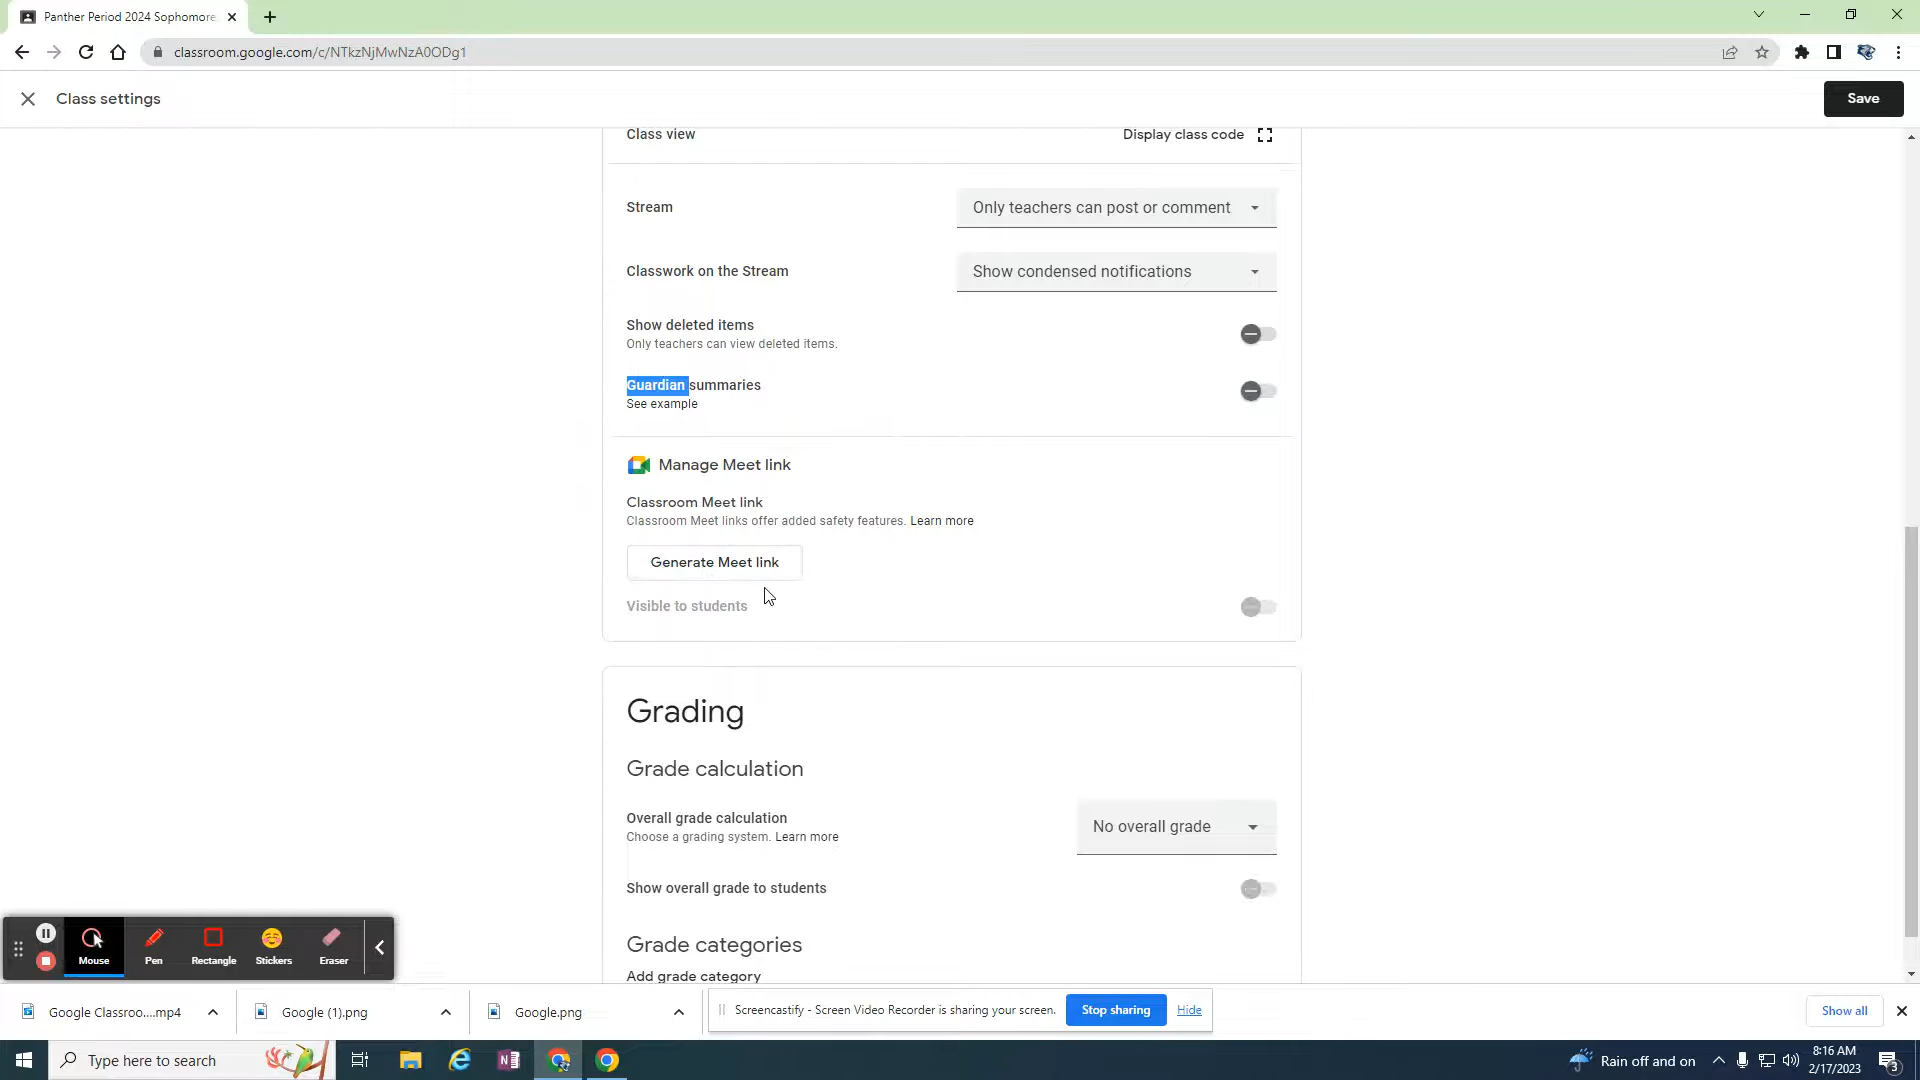 Panther Period 2024 Sophomore
classroom.google.com/c/NTkzNjMwNzA0ODg1
Class settings
Save
Class view
Display class code
Stream
Only teachers can post or comment
Classwork on the Stream
Show condensed notifications
Show deleted items
Only teachers can view deleted items.
Guardian summaries
See example
Manage Meet link
Classroom Meet link
Classroom Meet links offer added safety features. Learn more
Generate Meet link
Visible to students
Grading
Grade calculation
Overall grade calculation
Choose a grading system. Learn more
No overall grade
Show overall grade to students
Grade categories
Add grade category
Mouse
Pen
Rectangle
Stickers
Eraser
Google Classroo....mp4
Google (1).png
Google.png
Screencastify - Screen Video Recorder is sharing your screen.
Stop sharing
Hide
Show all
Type here to search
Rain off and on
8:16 AM
2/17/2023
3